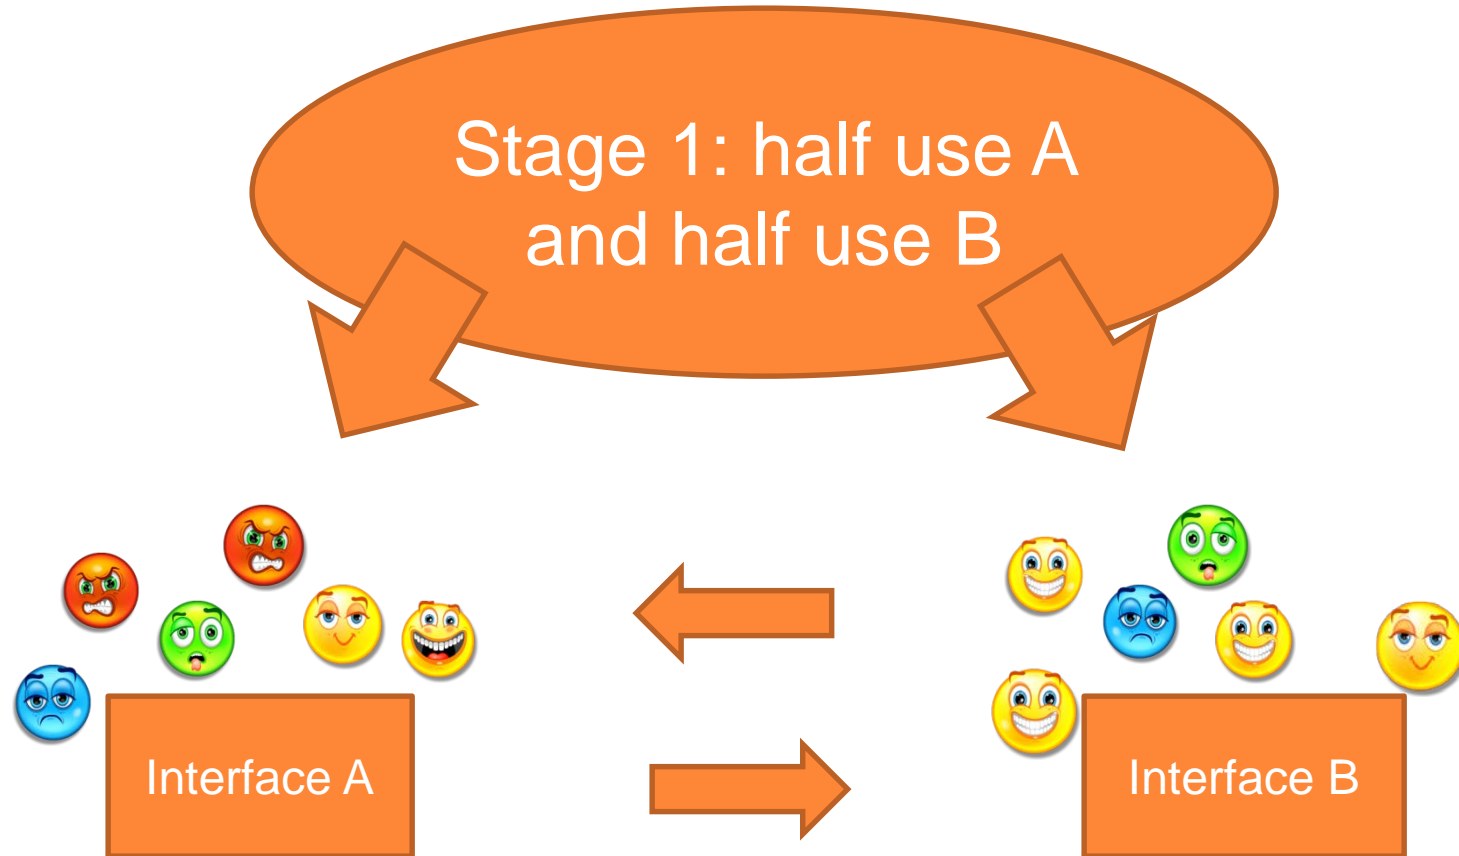 Stage 1: half use A
and half use B
Interface A
Interface B